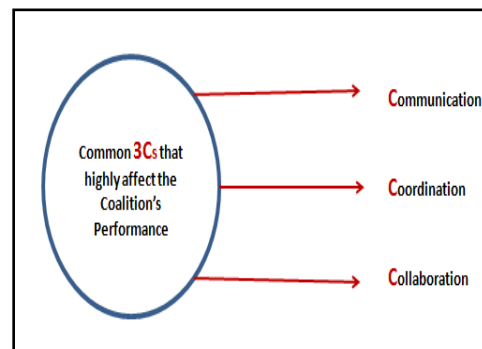 Common 3Cs that
highly affect the
Coalition's
Performance
Communication
Coordination
Collaboration